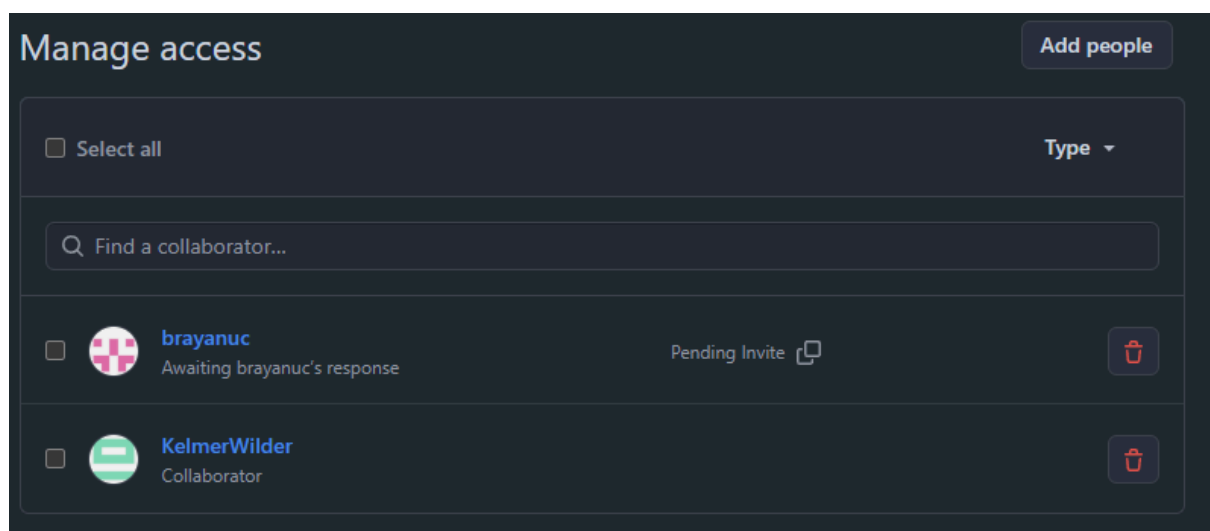 Manage access
Add people
Select all
Type
Find a collaborator...
brayanuc
Awaiting brayanuc's response
Pending Invite
KelmerWilder
Collaborator